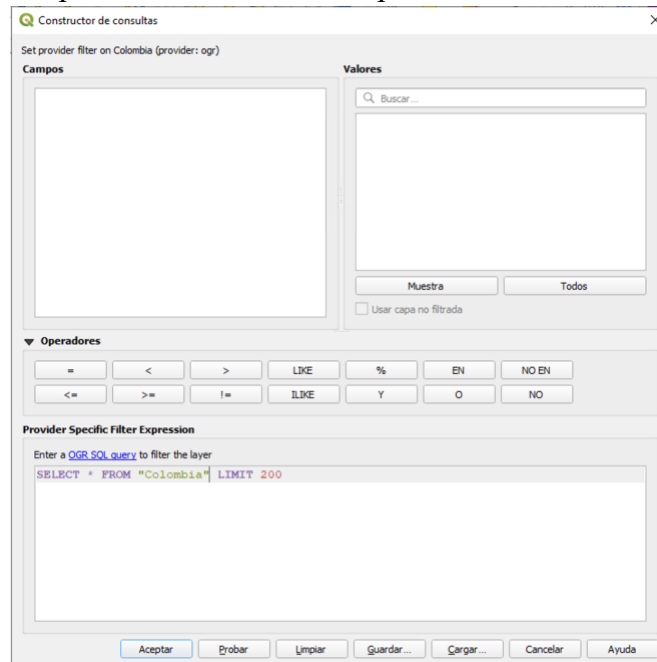 Constructor de consultas
Set provider filter on Colombia (provider: ogr)
Campos
Valores
Buscar...
Muestra
Todos
Usar capa no filtrada
Operadores
= < > LIKE % EN NO EN
<= >= != ILIKE Y O NO
Provider Specific Filter Expression
Enter a OGR SQL query to filter the layer
SELECT * FROM "Colombia" LIMIT 200
Aceptar Probar Limpiar Guardar... Cargar... Cancelar Ayuda